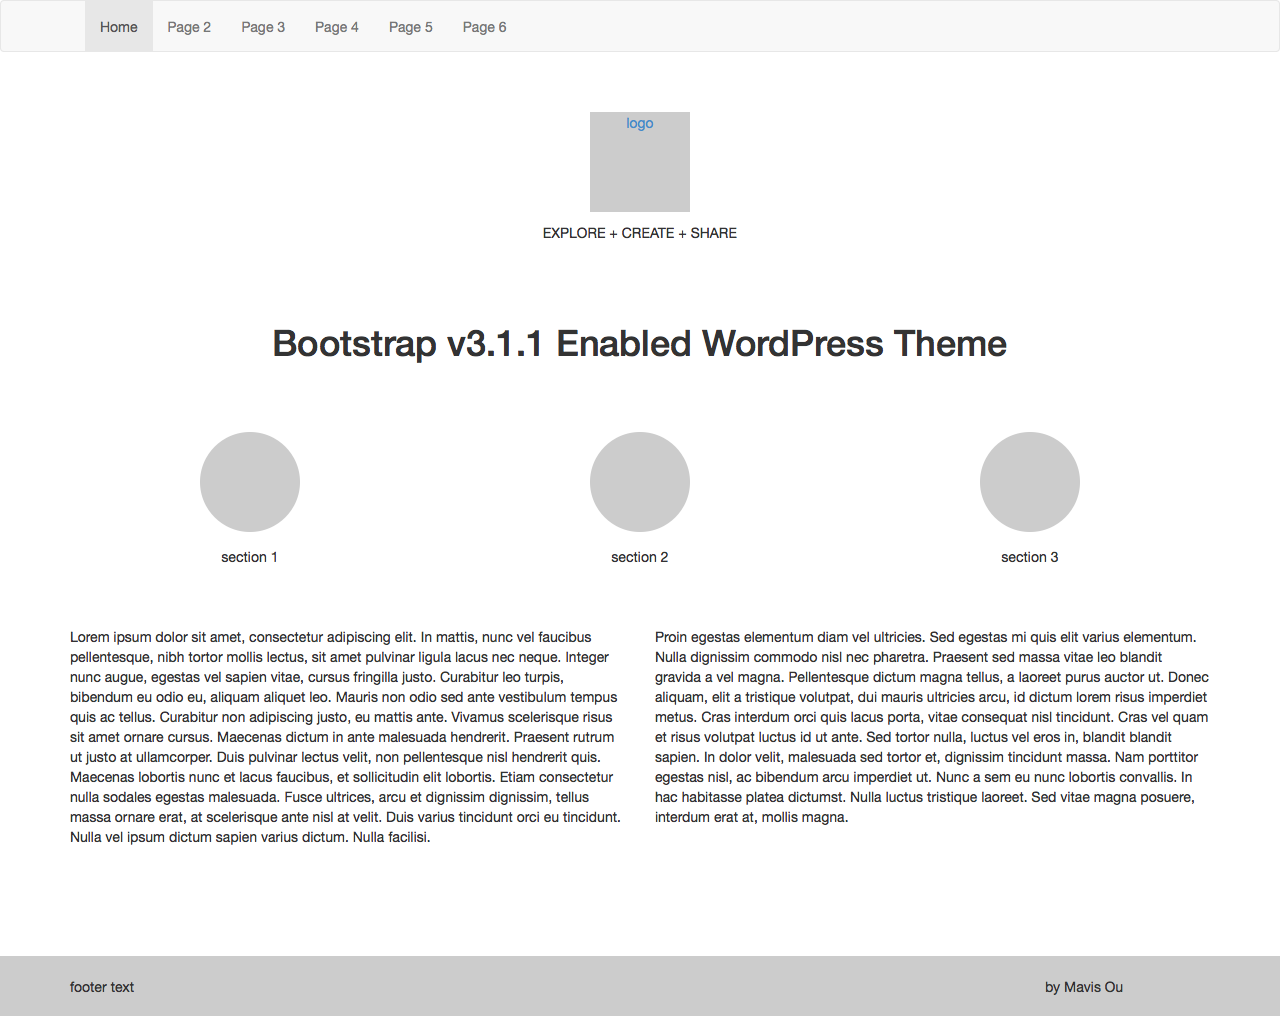 Home Page 2 Page 3 Page 4 Page 5 Page 6
logo
EXPLORE + CREATE + SHARE
Bootstrap v3.1.1 Enabled WordPress Theme
section 1 section 2 section 3
Lorem ipsum dolor sit amet, consectetur adipiscing elit. In mattis, nunc vel faucibus
pellentesque, nibh tortor mollis lectus, sit amet pulvinar ligula lacus nec neque. Integer
nunc augue, egestas vel sapien vitae, cursus fringilla justo. Curabitur leo turpis,
bibendum eu odio eu, aliquam aliquet leo. Mauris non odio sed ante vestibulum tempus
quis ac tellus. Curabitur non adipiscing justo, eu mattis ante. Vivamus scelerisque risus
sit amet ornare cursus. Maecenas dictum in ante malesuada hendrerit. Praesent rutrum
ut justo at ullamcorper. Duis pulvinar lectus velit, non pellentesque nisl hendrerit quis.
Maecenas lobortis nunc et lacus faucibus, et sollicitudin elit lobortis. Etiam consectetur
nulla sodales egestas malesuada. Fusce ultrices, arcu et dignissim dignissim, tellus
massa ornare erat, at scelerisque ante nisl at velit. Duis varius tincidunt orci eu tincidunt.
Nulla vel ipsum dictum sapien varius dictum. Nulla facilisi.
Proin egestas elementum diam vel ultricies. Sed egestas mi quis elit varius elementum.
Nulla dignissim commodo nisl nec pharetra. Praesent sed massa vitae leo blandit
gravida a vel magna. Pellentesque dictum magna tellus, a laoreet purus auctor ut. Donec
aliquam, elit a tristique volutpat, dui mauris ultricies arcu, id dictum lorem risus imperdiet
metus. Cras interdum orci quis lacus porta, vitae consequat nisl tincidunt. Cras vel quam
et risus volutpat luctus id ut ante. Sed tortor nulla, luctus vel eros in, blandit blandit
sapien. In dolor velit, malesuada sed tortor et, dignissim tincidunt massa. Nam porttitor
egestas nisl, ac bibendum arcu imperdiet ut. Nunc a sem eu nunc lobortis convallis. In
hac habitasse platea dictumst. Nulla luctus tristique laoreet. Sed vitae magna posuere,
interdum erat at, mollis magna.
footer text by Mavis Ou